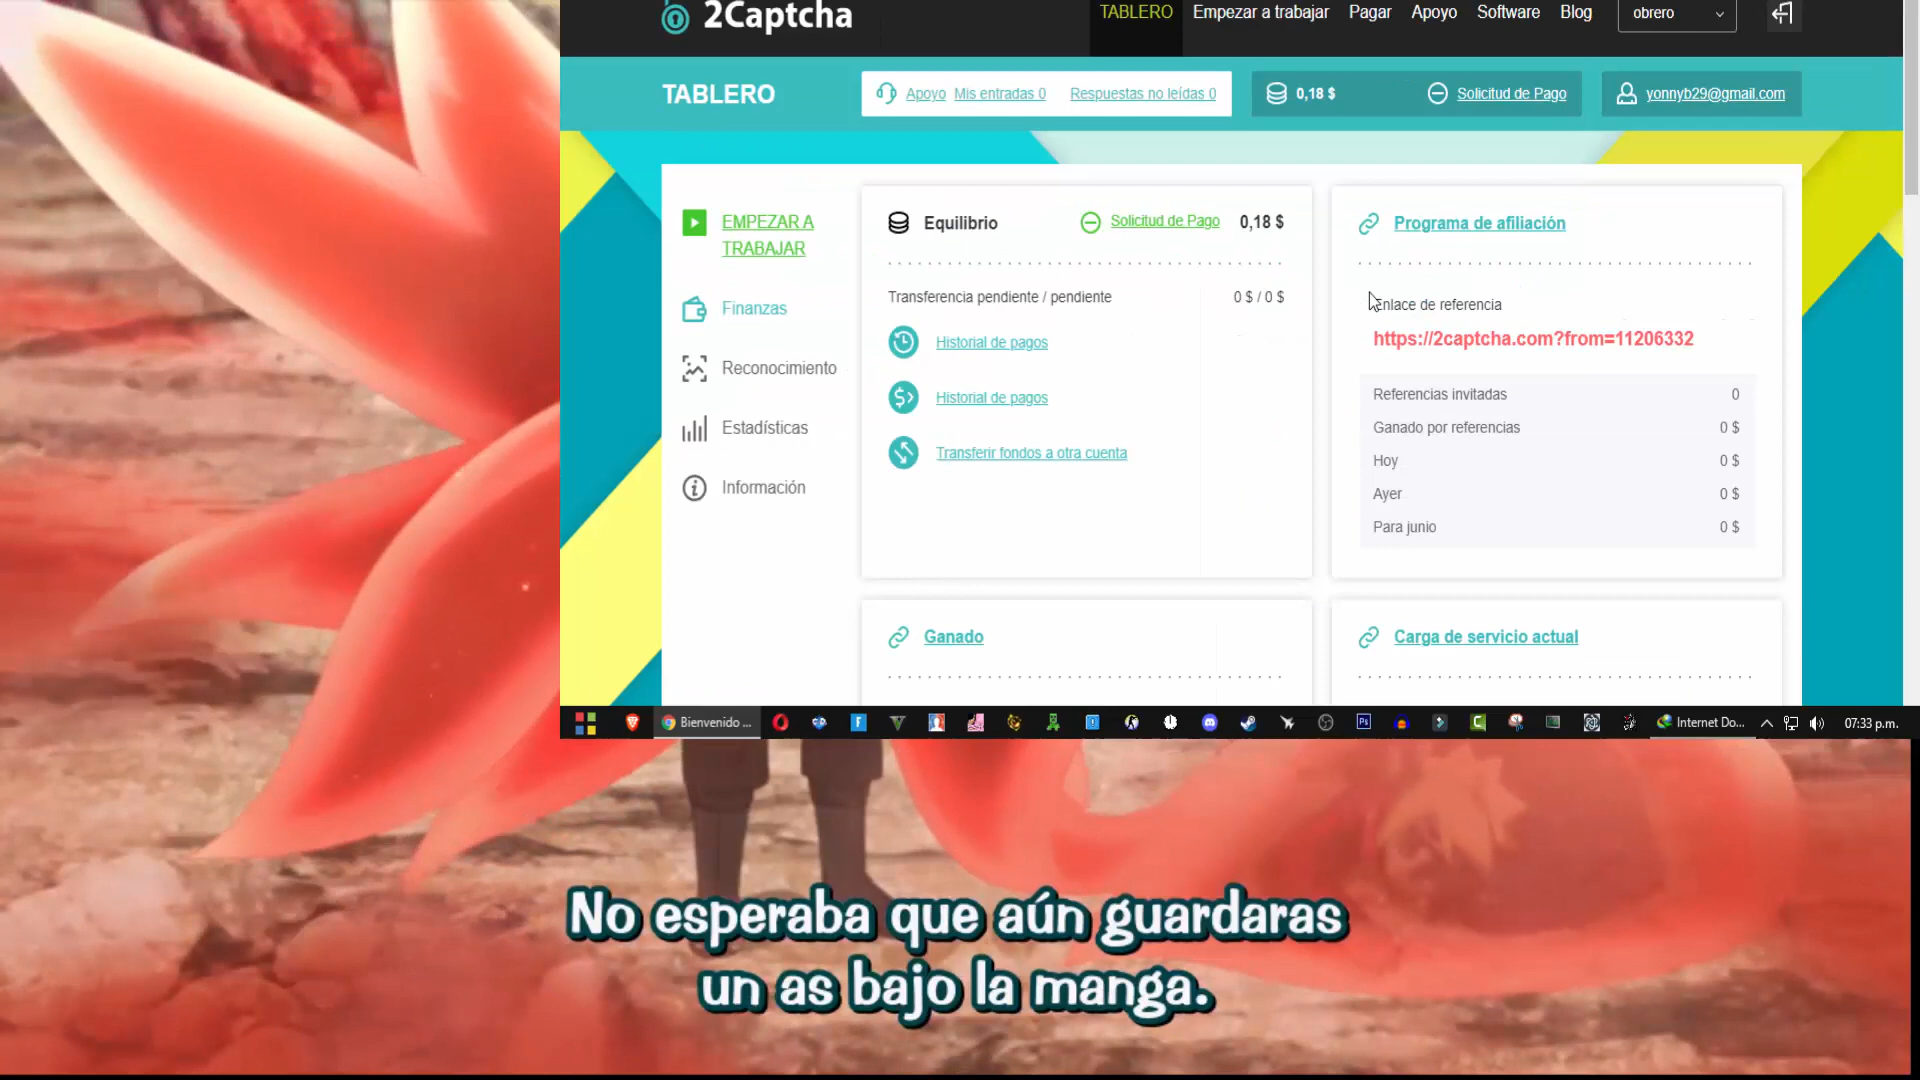 2Captcha
TABLERO
Empezar a trabajar
Pagar
Apoyo
Software
Blog
obrero
TABLERO
Apoyo
Mis entradas 0
Respuestas no leídas 0
0,18 $
Solicitud de Pago
yonnyb29@gmail.com
EMPEZAR A
TRABAJAR
Finanzas
Reconocimiento
Estadísticas
Información
Equilibrio
Solicitud de Pago
0,18 $
Transferencia pendiente / pendiente
0 $ / 0 $
Historial de pagos
Historial de pagos
Transferir fondos a otra cuenta
Programa de afiliación
Enlace de referencia
https://2captcha.com?from=11206332
Referencias invitadas 0
Ganado por referencias 0 $
Hoy 0 $
Ayer 0 $
Para junio 0 $
Ganado
Carga de servicio actual
Bienvenido ...
Internet Do...
07:33 p.m.
No esperaba que aún guardaras
un as bajo la manga.